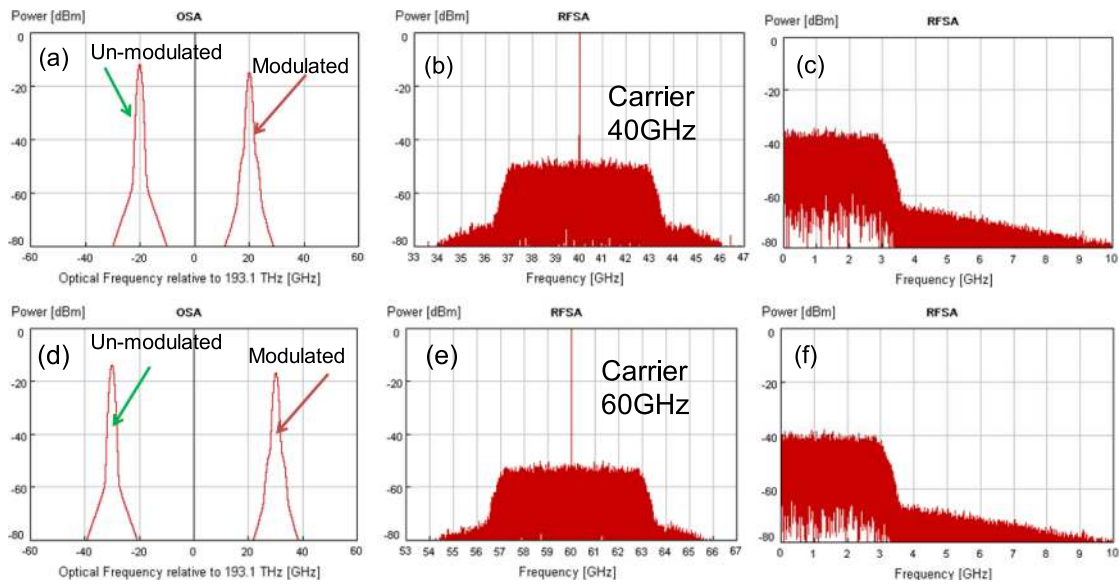 Power [dBm] OSA
(a)
Un-modulated
Modulated
0
-20
-40
-60
-80
-60 -40 -20 0 20 40 60
Optical Frequency relative to 193.1 THz [GHz]
Power [dBm] RFSA
(b)
Carrier
40GHz
0
-20
-40
-60
-80
33 34 35 36 37 38 39 40 41 42 43 44 45 46 47
Frequency [GHz]
Power [dBm] RFSA
(c)
0
-20
-40
-60
-80
0 1 2 3 4 5 6 7 8 9 10
Frequency [GHz]
Power [dBm] OSA
(d)
Un-modulated
Modulated
0
-20
-40
-60
-80
-60 -40 -20 0 20 40 60
Optical Frequency relative to 193.1 THz [GHz]
Power [dBm] RFSA
(e)
Carrier
60GHz
0
-20
-40
-60
-80
53 54 55 56 57 58 59 60 61 62 63 64 65 66 67
Frequency [GHz]
Power [dBm] RFSA
(f)
0
-20
-40
-60
-80
0 1 2 3 4 5 6 7 8 9 10
Frequency [GHz]